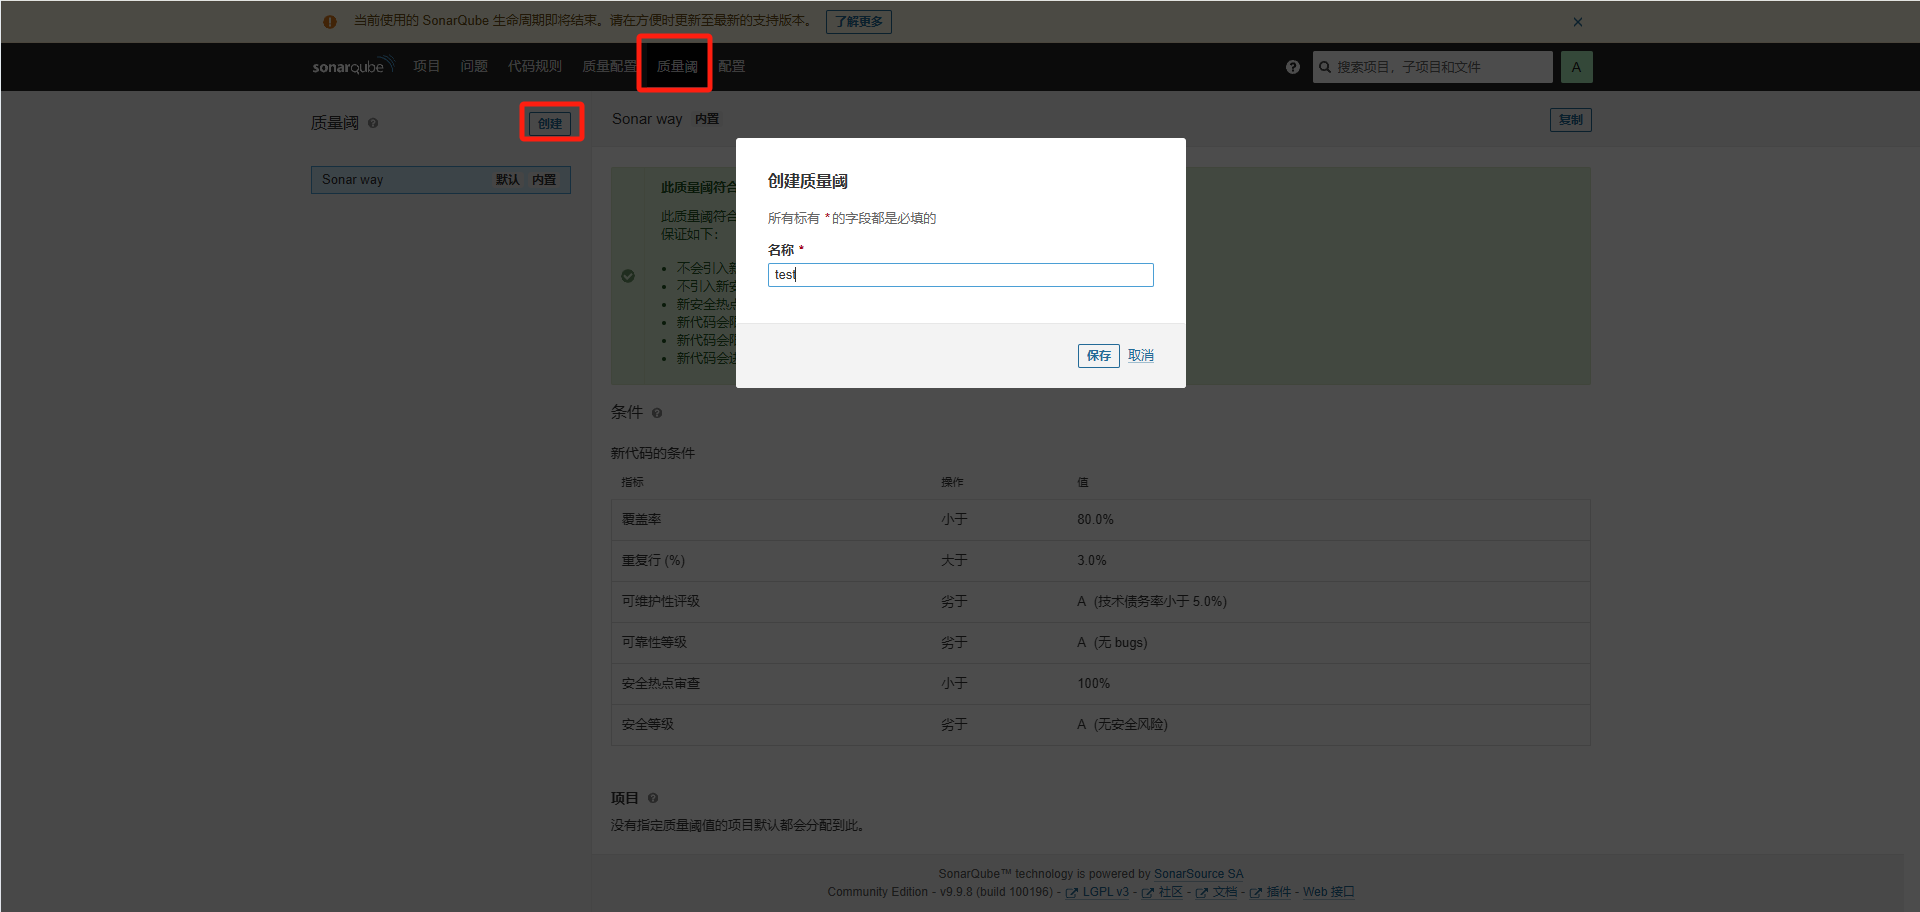 当前使用的 SonarQube 生命周期即将结束。请在方便时更新至最新的支持版本。 了解更多
sonarqube 项目 问题 代码规则 质量配置 质量阈 配置 搜索项目，子项目和文件 A
质量阈 创建
Sonar way 内置 复制
Sonar way 默认 内置
此质量阈符合
此质量阈符合
保证如下：
不会引入新
不引入新安
新安全热点
新代码会限
新代码会限
新代码会达
创建质量阈
所有标有 * 的字段都是必填的
名称 *
test
保存 取消
条件
新代码的条件
指标 操作 值
覆盖率 小于 80.0%
重复行 (%) 大于 3.0%
可维护性评级 劣于 A (技术债务率小于 5.0%)
可靠性等级 劣于 A (无 bugs)
安全热点审查 小于 100%
安全等级 劣于 A (无安全风险)
项目
没有指定质量阈值的项目默认都会分配到此。
SonarQube™ technology is powered by SonarSource SA
Community Edition - v9.9.8 (build 100196) - LGPL v3 - 社区 - 文档 - 插件 - Web 接口